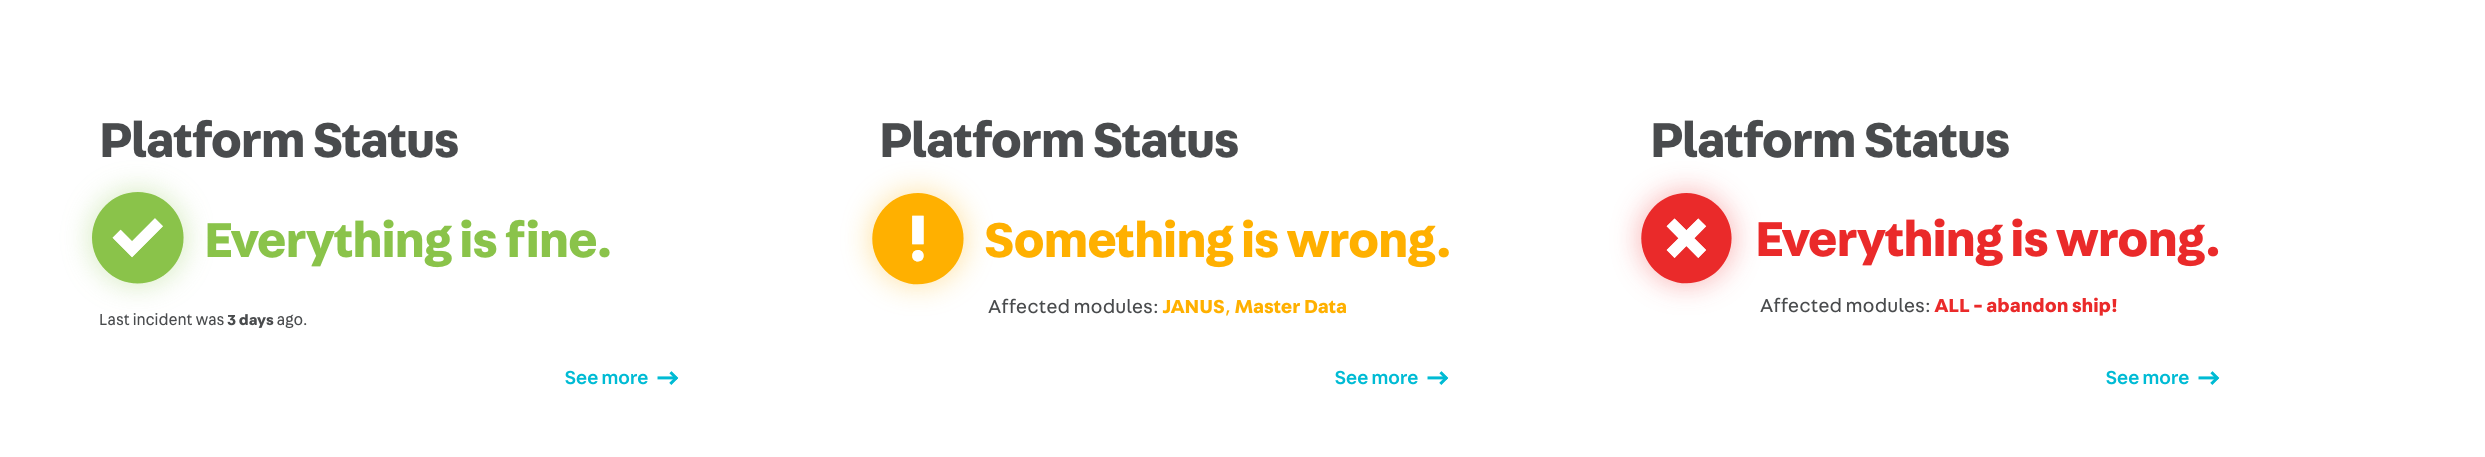 Platform Status
Everything is fine.
Last incident was 3 days ago.
See more
Platform Status
Something is wrong.
Affected modules: JANUS, Master Data
See more
Platform Status
Everything is wrong.
Affected modules: ALL - abandon ship!
See more